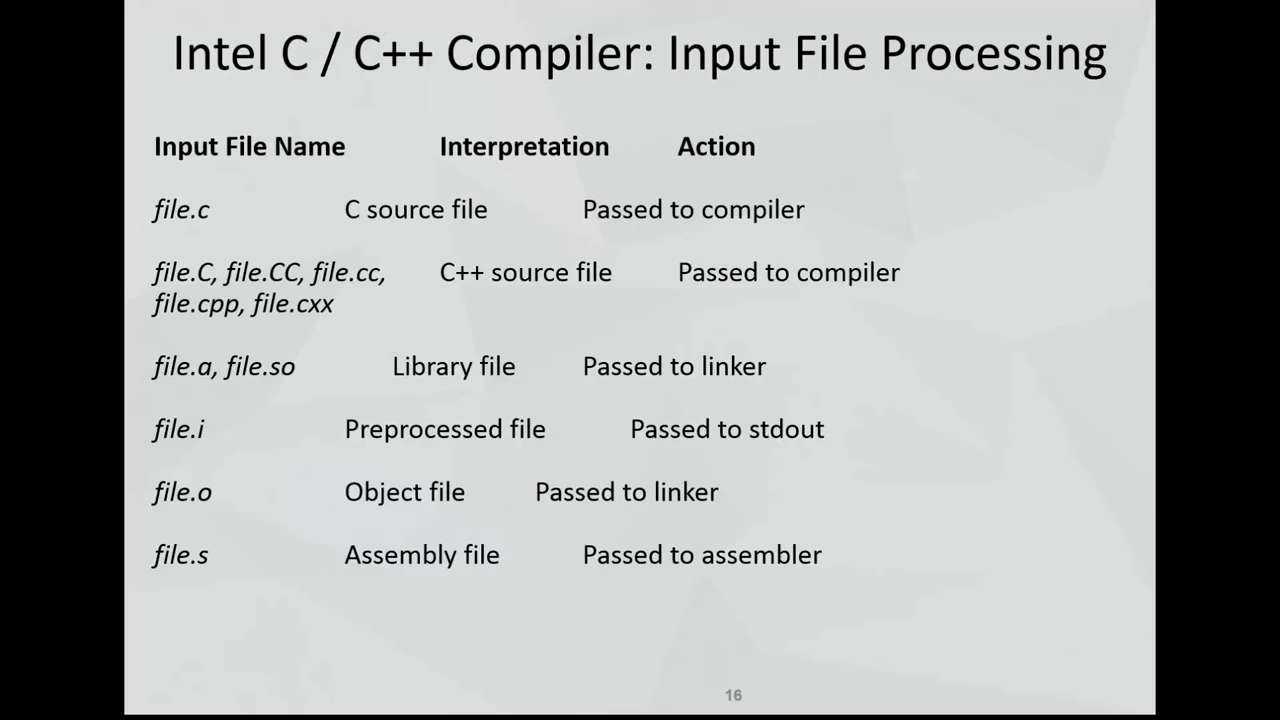 Intel C / C++ Compiler: Input File Processing
Input File Name Interpretation Action
file.c C source file Passed to compiler
file.C, file.CC, file.cc, C++ source file Passed to compiler
file.cpp, file.cxx
file.a, file.so Library file Passed to linker
file.i Preprocessed file Passed to stdout
file.o Object file Passed to linker
file.s Assembly file Passed to assembler
16